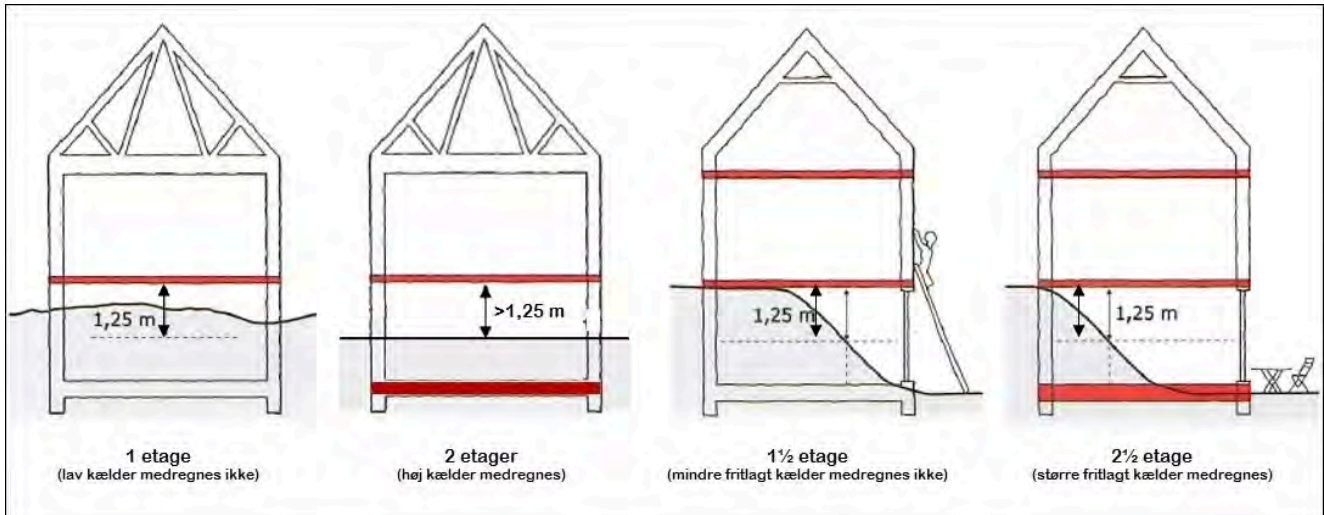 1,25 m
>1,25 m
1,25 m
1,25 m
1 etage
(lav kælder medregnes ikke)
2 etager
(høj kælder medregnes)
1½ etage
(mindre fritlagt kælder medregnes ikke)
2½ etage
(større fritlagt kælder medregnes)